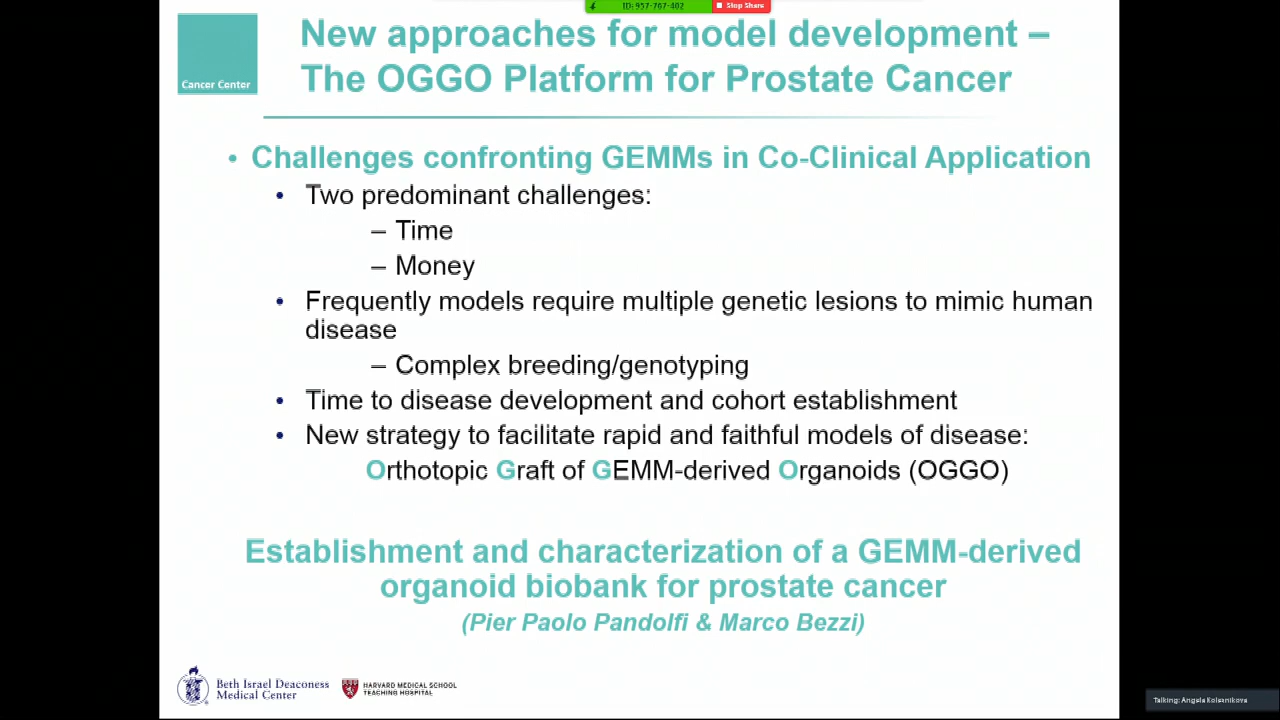 ID: 957-767-402
Stop Share
New approaches for model development –
The OGGO Platform for Prostate Cancer
Cancer Center
• Challenges confronting GEMMs in Co-Clinical Application
• Two predominant challenges:
– Time
– Money
• Frequently models require multiple genetic lesions to mimic human
disease
– Complex breeding/genotyping
• Time to disease development and cohort establishment
• New strategy to facilitate rapid and faithful models of disease:
Orthotopic Graft of GEMM-derived Organoids (OGGO)
Establishment and characterization of a GEMM-derived
organoid biobank for prostate cancer
(Pier Paolo Pandolfi & Marco Bezzi)
Beth Israel Deaconess
Medical Center
HARVARD MEDICAL SCHOOL
TEACHING HOSPITAL
Talking: Angela Kolesnikova